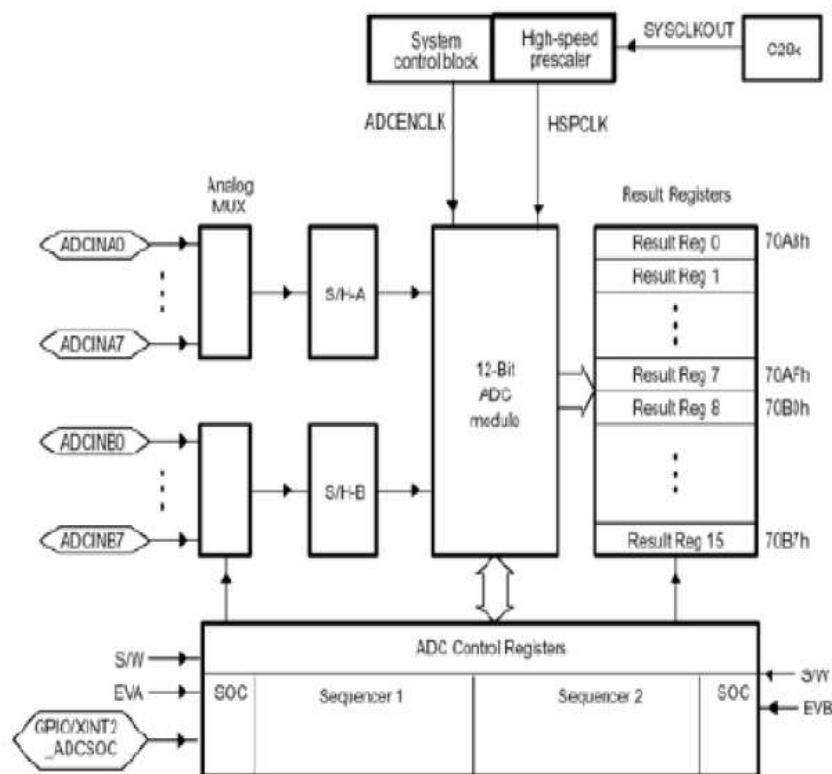 System
control block
High-speed
prescaler
SYSCLKOUT
C28x
ADCENCLK
HSPCLK
Analog
MUX
Result Registers
ADCINA0
ADCINA7
S/H-A
12-Bit
ADC
module
Result Reg 0
70A8h
Result Reg 1
Result Reg 7
70AFh
Result Reg 8
70B0h
ADCINB0
ADCINB7
S/H-B
Result Reg 15
70B7h
ADC Control Registers
S/W
EVA
GPIO/XINT2
_ADCSOC
SOC
Sequencer 1
Sequencer 2
SOC
S/W
EVB